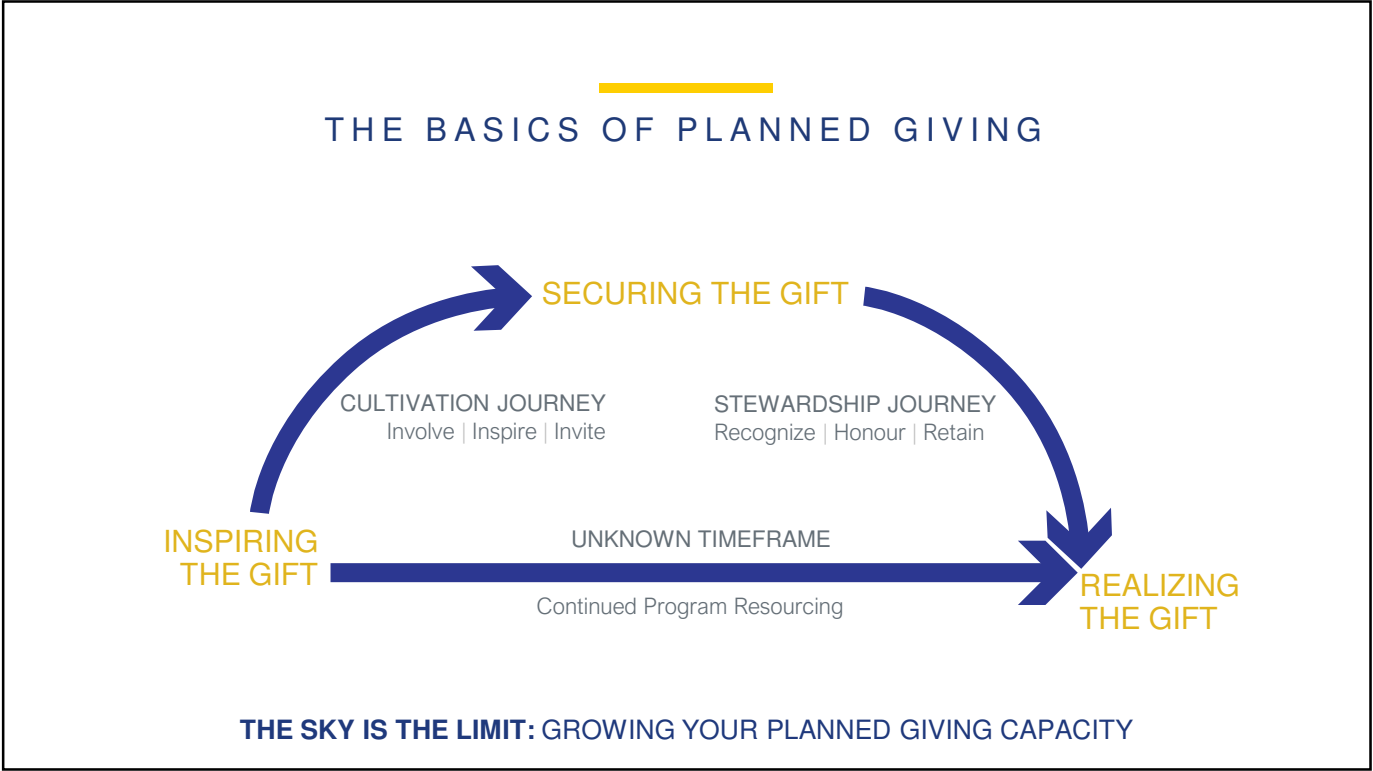 THE BASICS OF PLANNED GIVING
SECURING THE GIFT
CULTIVATION JOURNEY
Involve | Inspire | Invite
STEWARDSHIP JOURNEY
Recognize | Honour | Retain
INSPIRING
THE GIFT
UNKNOWN TIMEFRAME
Continued Program Resourcing
REALIZING
THE GIFT
THE SKY IS THE LIMIT: GROWING YOUR PLANNED GIVING CAPACITY